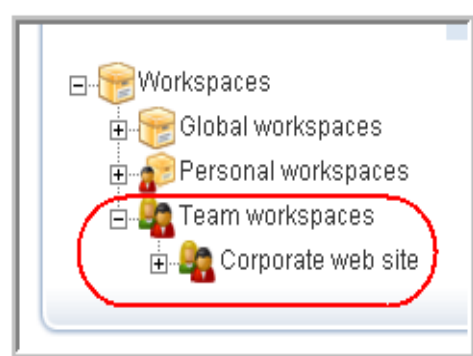 Workspaces
Global workspaces
Personal workspaces
Team workspaces
Corporate web site